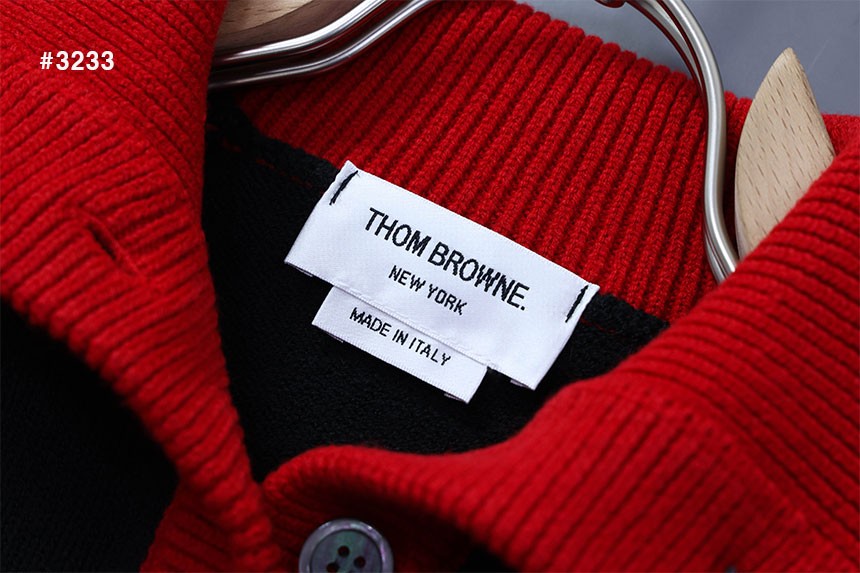 #3233
THOM BROWNE.
NEW YORK
MADE IN ITALY